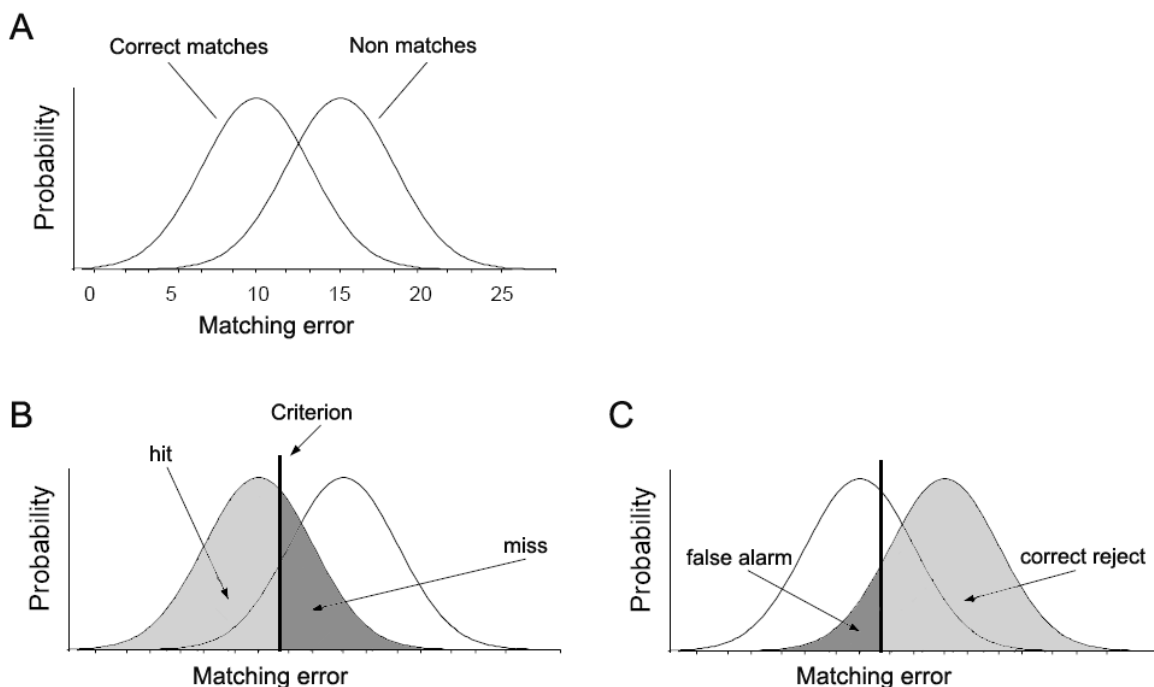 A
Correct matches
Non matches
Probability
0 5 10 15 20 25
Matching error
B
Criterion
hit
miss
Probability
Matching error
C
false alarm
correct reject
Probability
Matching error